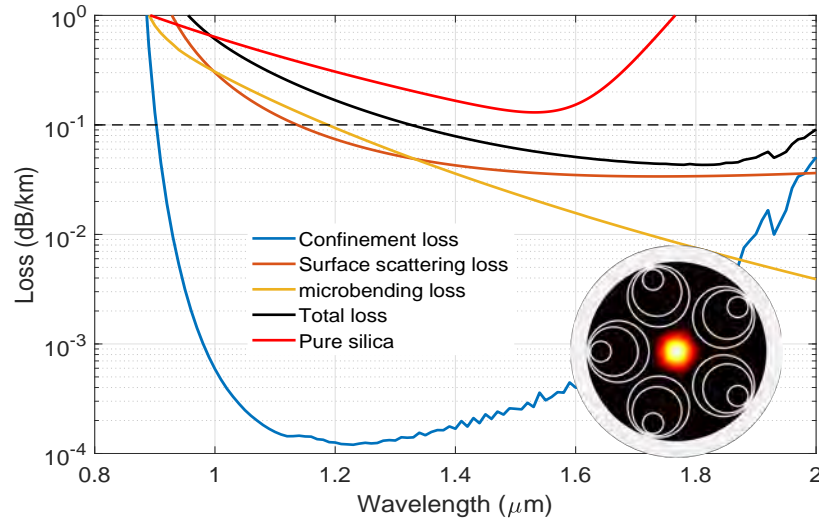 10^0
10^-1
10^-2
10^-3
10^-4
Loss (dB/km)
Confinement loss
Surface scattering loss
microbending loss
Total loss
Pure silica
0.8 1 1.2 1.4 1.6 1.8 2
Wavelength (μm)